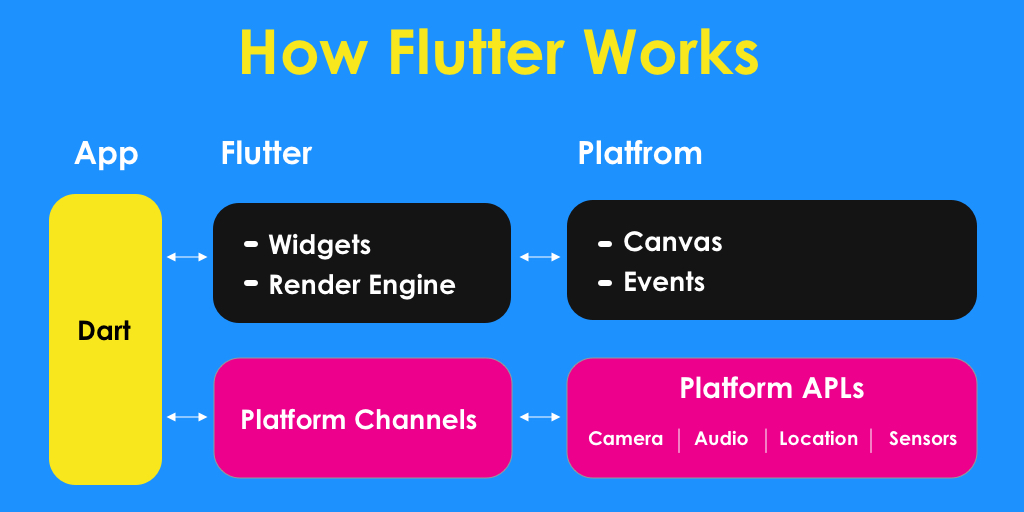 How Flutter Works
App
Flutter
Platfrom
Dart
- Widgets
- Render Engine
- Canvas
- Events
Platform Channels
Platform APLs
Camera | Audio | Location | Sensors